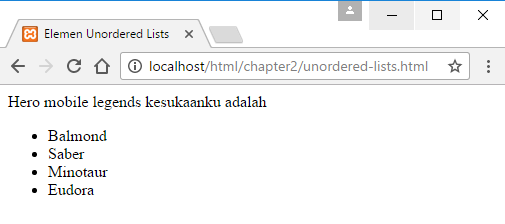 Elemen Unordered Lists
localhost/html/chapter2/unordered-lists.html
Hero mobile legends kesukaanku adalah
Balmond
Saber
Minotaur
Eudora